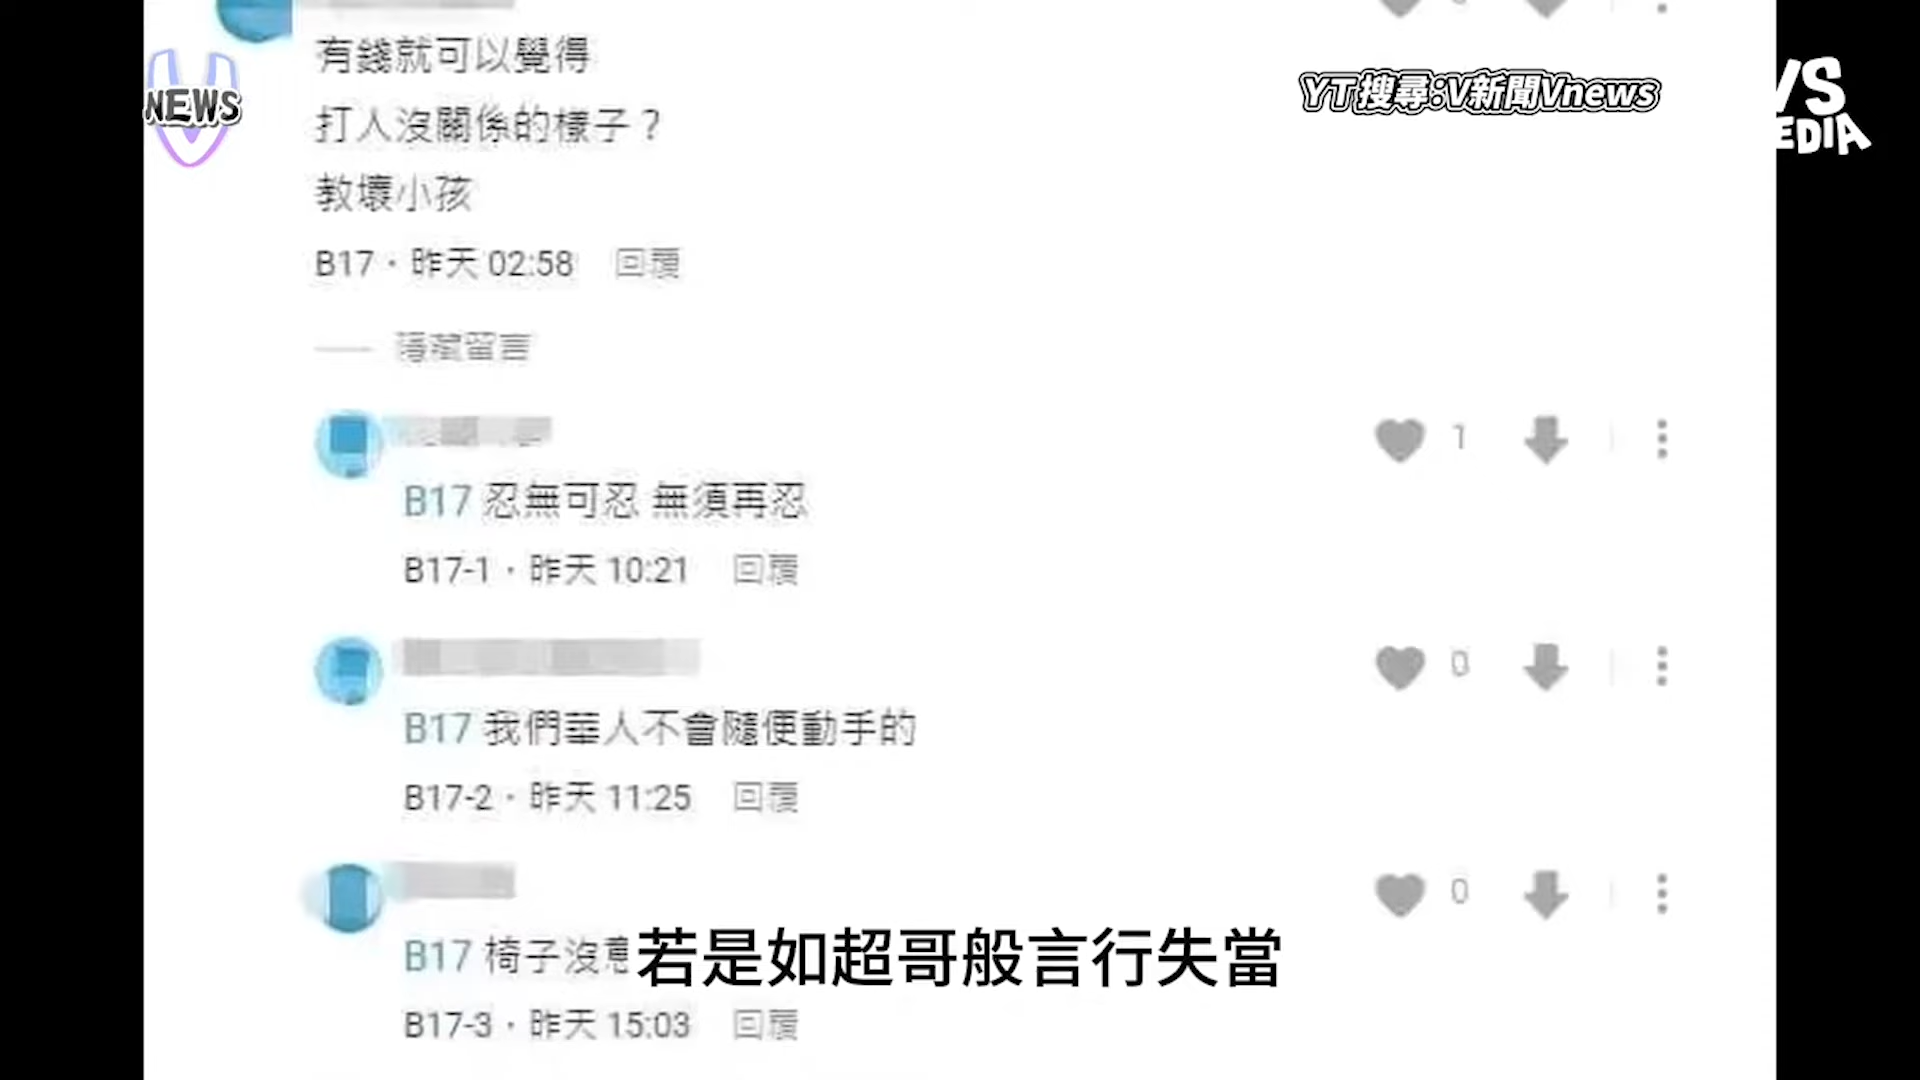 有錢就可以覺得
打人沒關係的樣子？
教壞小孩
B17・昨天 02:58 回覆
隱藏留言
NEWS
YT搜尋:V新聞Vnews
VS
EDIA
1
B17 忍無可忍 無須再忍
B17-1・昨天 10:21 回覆
0
B17 我們華人不會隨便動手的
B17-2・昨天 11:25 回覆
0
B17 椅子沒意
若是如超哥般言行失當
B17-3・昨天 15:03 回覆